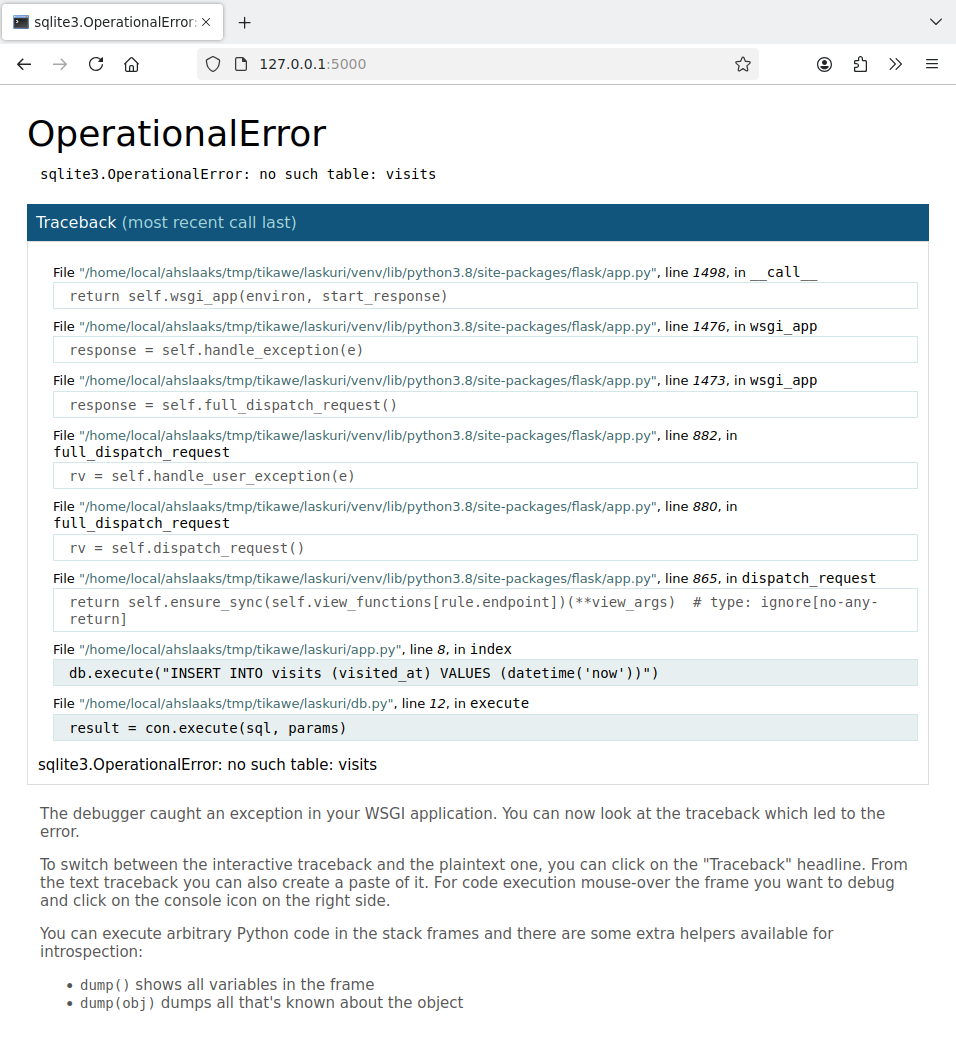 sqlite3.OperationalError:
127.0.0.1:5000
OperationalError
sqlite3.OperationalError: no such table: visits
Traceback (most recent call last)
File "/home/local/ahslaaks/tmp/tikawe/laskuri/venv/lib/python3.8/site-packages/flask/app.py", line 1498, in __call__
return self.wsgi_app(environ, start_response)
File "/home/local/ahslaaks/tmp/tikawe/laskuri/venv/lib/python3.8/site-packages/flask/app.py", line 1476, in wsgi_app
response = self.handle_exception(e)
File "/home/local/ahslaaks/tmp/tikawe/laskuri/venv/lib/python3.8/site-packages/flask/app.py", line 1473, in wsgi_app
response = self.full_dispatch_request()
File "/home/local/ahslaaks/tmp/tikawe/laskuri/venv/lib/python3.8/site-packages/flask/app.py", line 882, in
full_dispatch_request
rv = self.handle_user_exception(e)
File "/home/local/ahslaaks/tmp/tikawe/laskuri/venv/lib/python3.8/site-packages/flask/app.py", line 880, in
full_dispatch_request
rv = self.dispatch_request()
File "/home/local/ahslaaks/tmp/tikawe/laskuri/venv/lib/python3.8/site-packages/flask/app.py", line 865, in dispatch_request
return self.ensure_sync(self.view_functions[rule.endpoint])(**view_args)  # type: ignore[no-any-
return]
File "/home/local/ahslaaks/tmp/tikawe/laskuri/app.py", line 8, in index
db.execute("INSERT INTO visits (visited_at) VALUES (datetime('now'))")
File "/home/local/ahslaaks/tmp/tikawe/laskuri/db.py", line 12, in execute
result = con.execute(sql, params)
sqlite3.OperationalError: no such table: visits
The debugger caught an exception in your WSGI application. You can now look at the traceback which led to the
error.
To switch between the interactive traceback and the plaintext one, you can click on the "Traceback" headline. From
the text traceback you can also create a paste of it. For code execution mouse-over the frame you want to debug
and click on the console icon on the right side.
You can execute arbitrary Python code in the stack frames and there are some extra helpers available for
introspection:
• dump() shows all variables in the frame
• dump(obj) dumps all that's known about the object